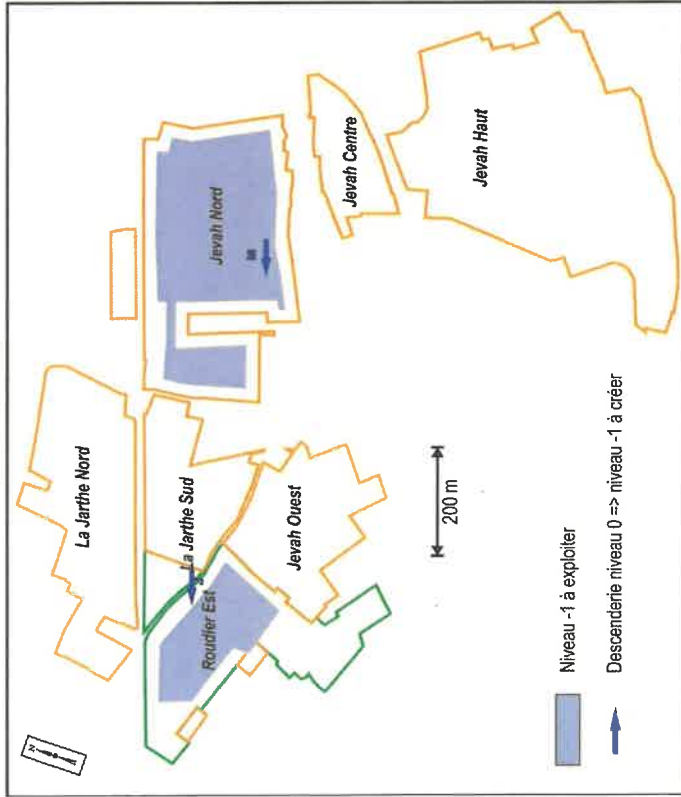 N
La Jarthe Nord
La Jarthe Sud
Roudier Est
Jevah Ouest
Jevah Nord
Jevah Centre
Jevah Haut
200 m
Niveau -1 à exploiter
Descenderie niveau 0 => niveau -1 à créer